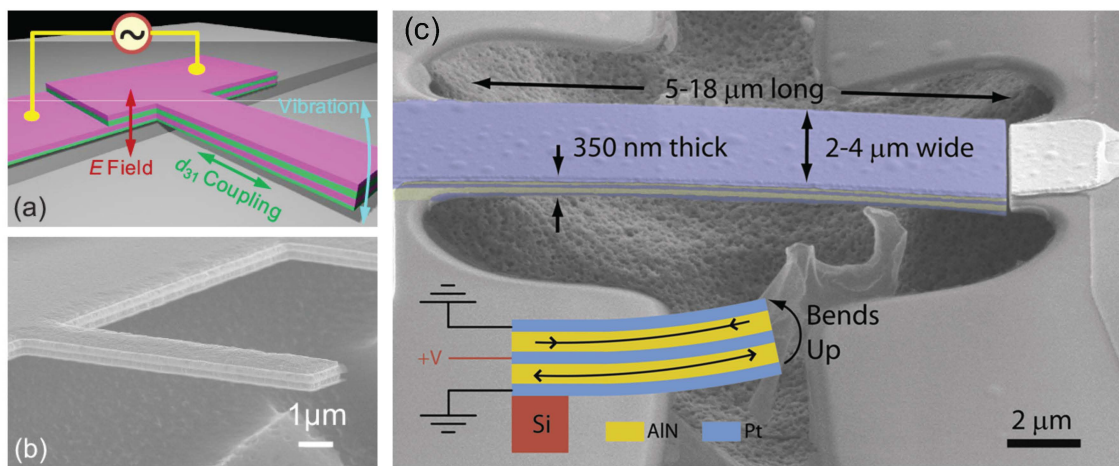 ~
Vibration
E Field
d31 Coupling
(a)
1μm
(b)
(c)
5-18 μm long
350 nm thick
2-4 μm wide
Bends
Up
+V
Si
AlN
Pt
2 μm